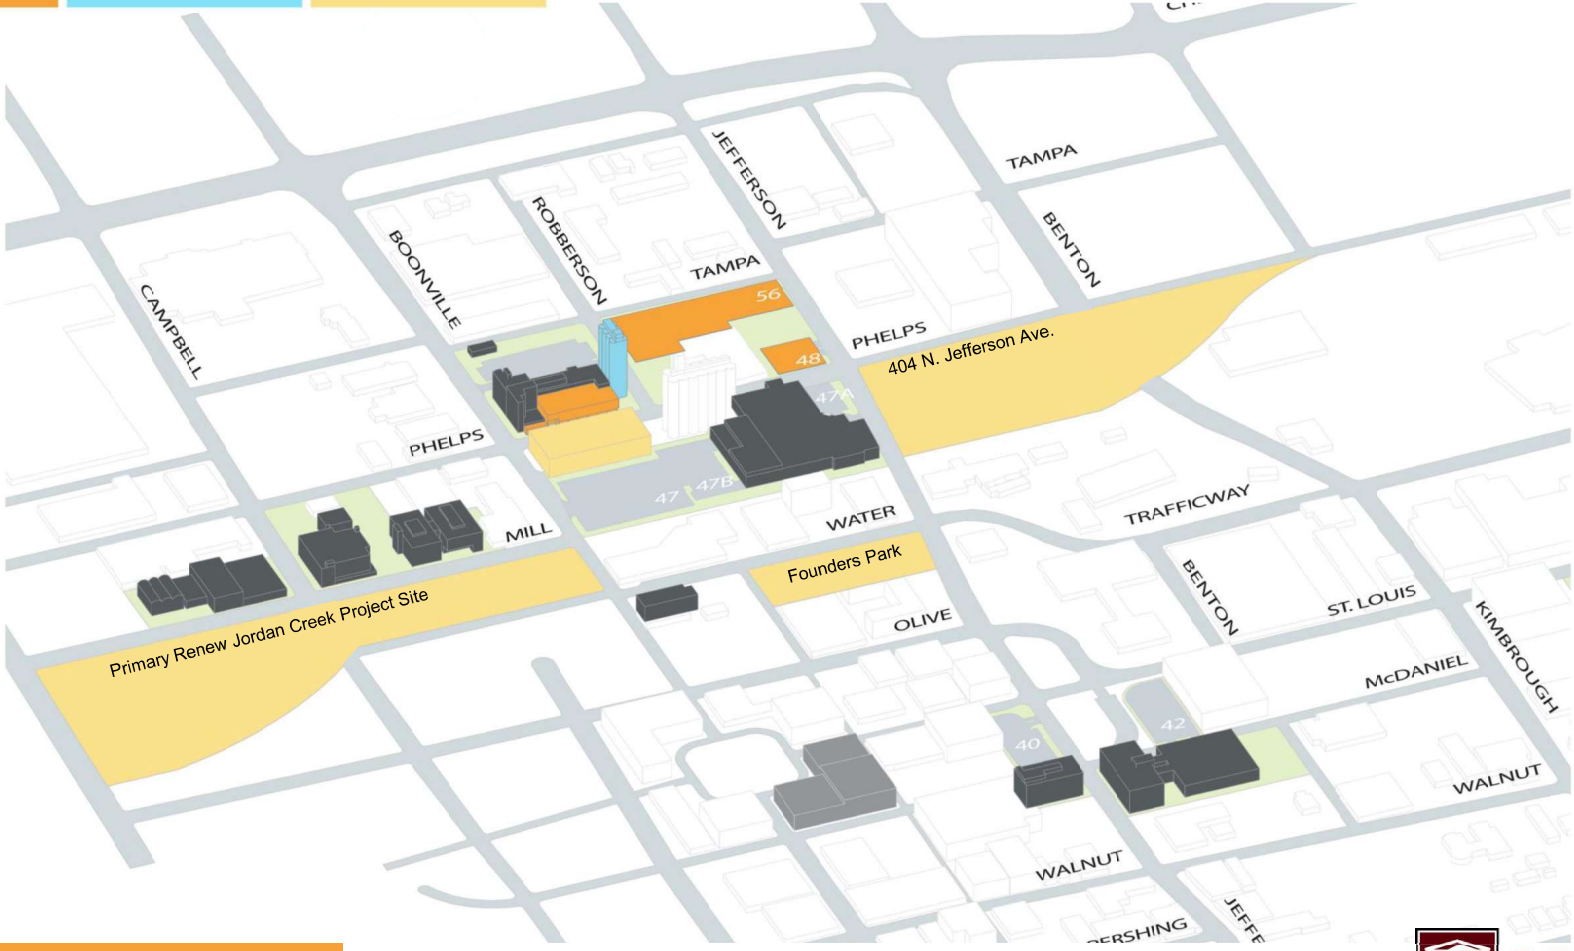 JEFFERSON
TAMPA
BENTON
ROBBERSON
BOONVILLE
TAMPA
CAMPBELL
56
PHELPS
404 N. Jefferson Ave.
48
47A
PHELPS
47
47B
MILL
WATER
TRAFFICWAY
Founders Park
BENTON
Primary Renew Jordan Creek Project Site
OLIVE
ST. LOUIS
KIMBROUGH
McDANIEL
42
40
WALNUT
WALNUT
JEFFE
PERSHING